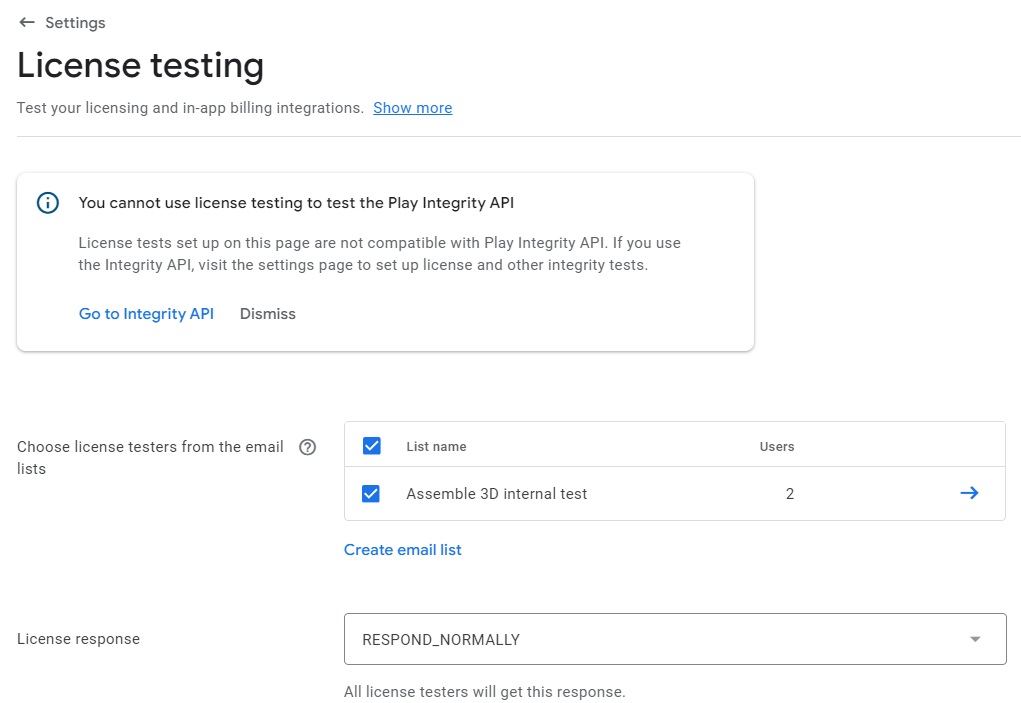 Settings
License testing
Test your licensing and in-app billing integrations. Show more
You cannot use license testing to test the Play Integrity API
License tests set up on this page are not compatible with Play Integrity API. If you use
the Integrity API, visit the settings page to set up license and other integrity tests.
Go to Integrity API Dismiss
Choose license testers from the email
lists
List name Users
Assemble 3D internal test 2
Create email list
License response
RESPOND_NORMALLY
All license testers will get this response.